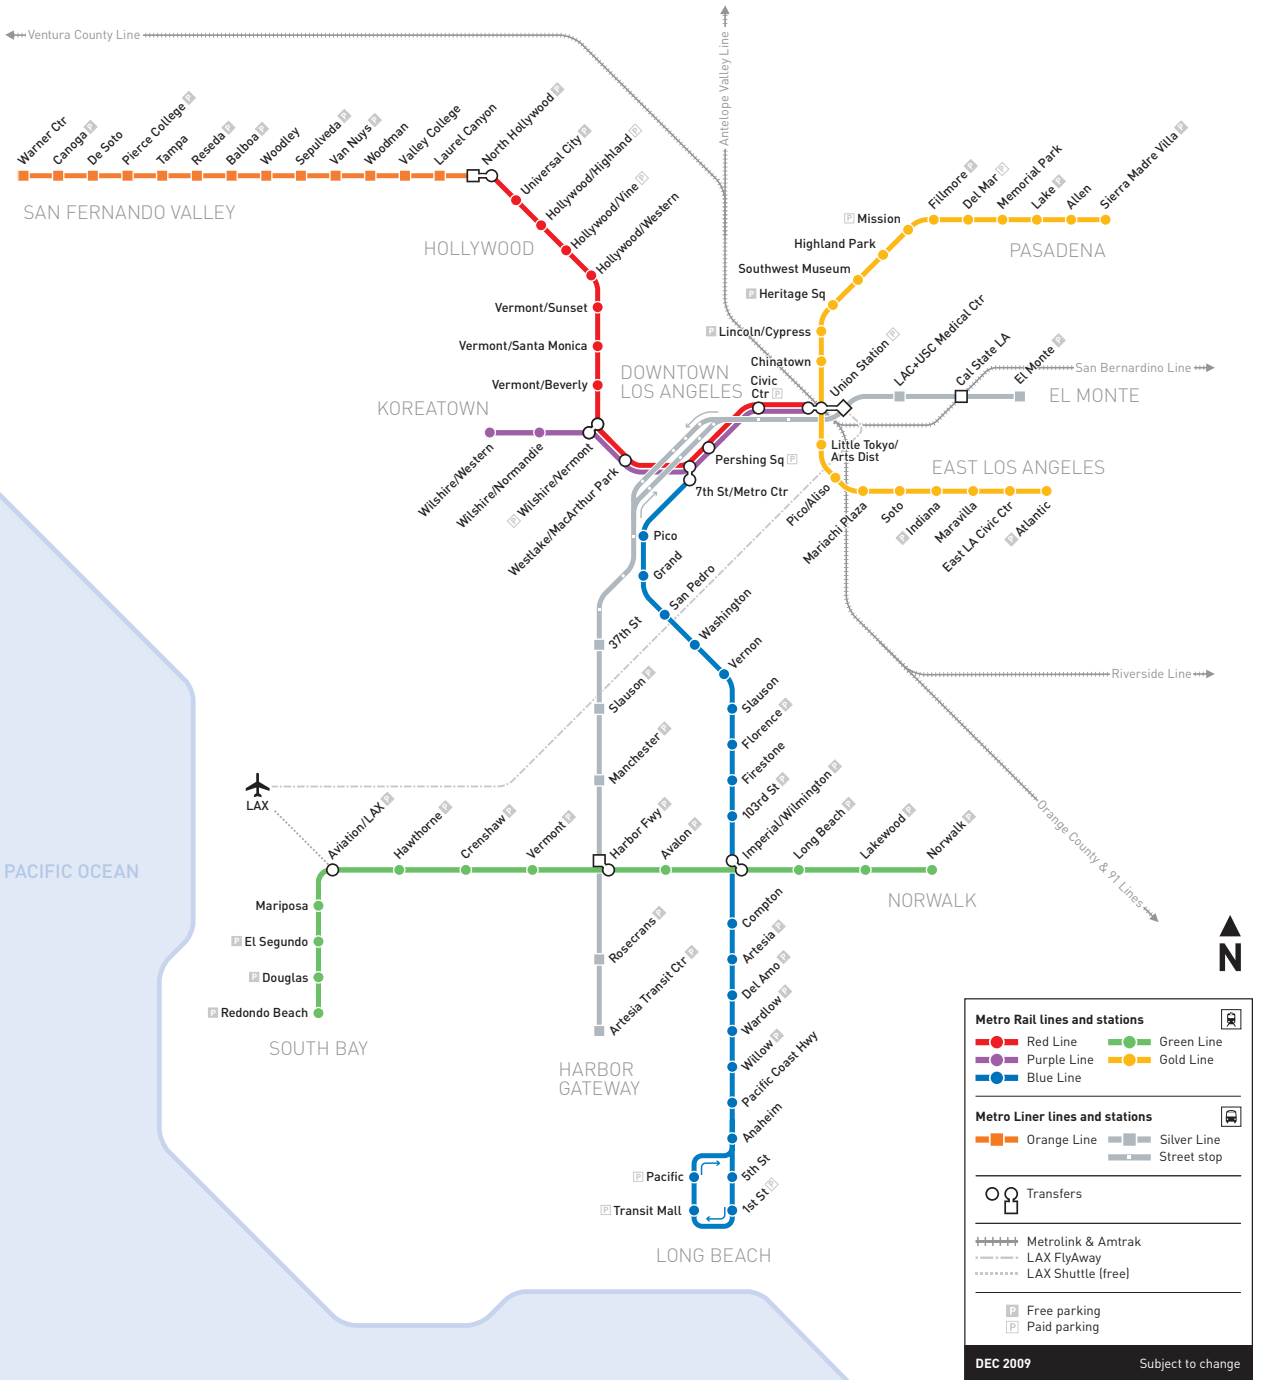 Ventura County Line
Antelope Valley Line
Warner Ctr
Canoga P
De Soto
Pierce College P
Tampa
Reseda P
Balboa P
Woodley
Sepulveda P
Van Nuys P
Woodman
Valley College
Laurel Canyon
North Hollywood P
SAN FERNANDO VALLEY
Universal City P
Hollywood/Highland P
Hollywood/Vine P
Hollywood/Western
HOLLYWOOD
Vermont/Sunset
Vermont/Santa Monica
Vermont/Beverly
KOREATOWN
Wilshire/Western
Wilshire/Normandie
P Wilshire/Vermont
Westlake/MacArthur Park
DOWNTOWN
LOS ANGELES
Civic
Ctr P
Pershing Sq P
7th St/Metro Ctr
Union Station P
Chinatown
P Lincoln/Cypress
P Heritage Sq
Southwest Museum
Highland Park
P Mission
Fillmore P
Del Mar P
Memorial Park
Lake P
Allen
Sierra Madre Villa P
PASADENA
LAC+USC Medical Ctr
Cal State LA
El Monte P
San Bernardino Line
EL MONTE
Little Tokyo/
Arts Dist
EAST LOS ANGELES
Pico/Aliso
Mariachi Plaza
Soto
P Indiana
Maravilla
East LA Civic Ctr
P Atlantic
Pico
Grand
San Pedro
Washington
Vernon
Slauson
Florence P
Firestone
103rd St P
Imperial/Wilmington P
37th St
Slauson P
Manchester P
Harbor Fwy P
Riverside Line
Orange County & 91 Lines
LAX
Aviation/LAX P
Hawthorne P
Crenshaw P
Vermont P
Avalon P
Long Beach P
Lakewood P
Norwalk P
NORWALK
PACIFIC OCEAN
Mariposa
P El Segundo
P Douglas
P Redondo Beach
SOUTH BAY
Rosecrans P
Artesia Transit Ctr P
HARBOR
GATEWAY
Compton
Artesia P
Del Amo P
Wardlow P
Willow P
Pacific Coast Hwy
Anaheim
5th St
1st St P
P Pacific
P Transit Mall
LONG BEACH
N
Metro Rail lines and stations
Red Line
Green Line
Purple Line
Gold Line
Blue Line
Metro Liner lines and stations
Orange Line
Silver Line
Street stop
Transfers
Metrolink & Amtrak
LAX FlyAway
LAX Shuttle (free)
P Free parking
P Paid parking
DEC 2009
Subject to change